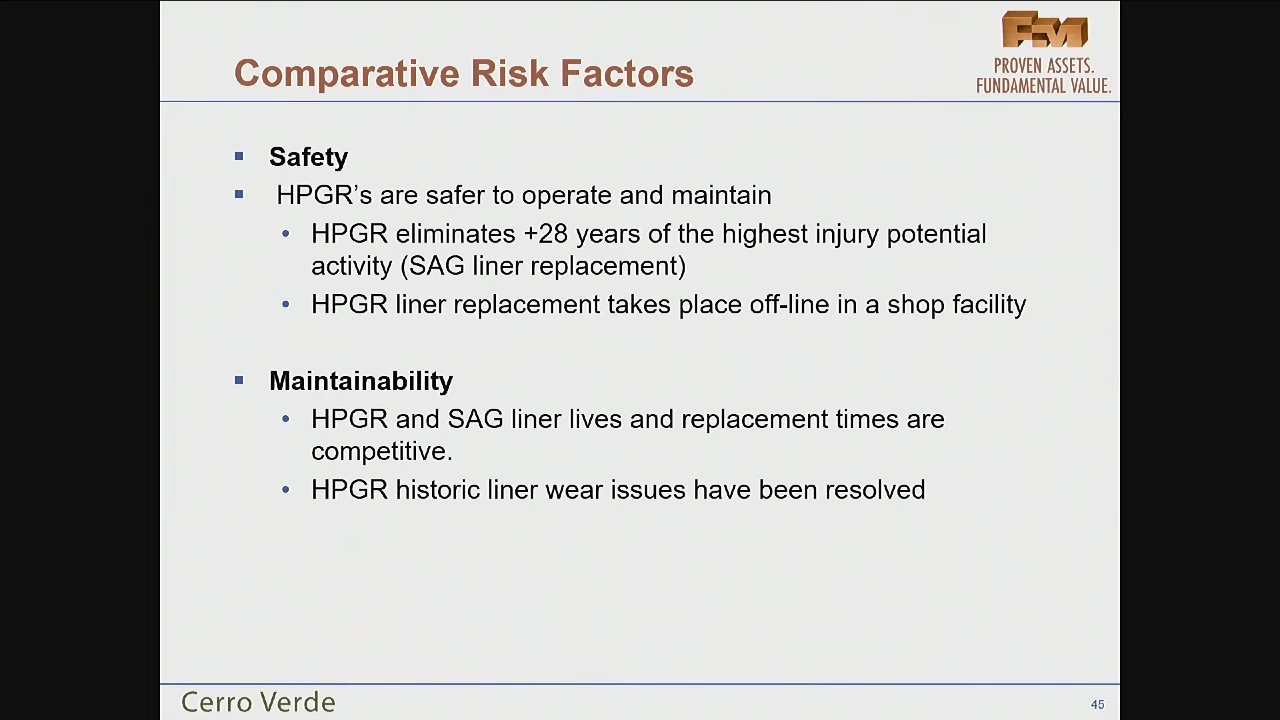 FM
PROVEN ASSETS.
FUNDAMENTAL VALUE.
Comparative Risk Factors
Safety
HPGR’s are safer to operate and maintain
HPGR eliminates +28 years of the highest injury potential
activity (SAG liner replacement)
HPGR liner replacement takes place off-line in a shop facility
Maintainability
HPGR and SAG liner lives and replacement times are
competitive.
HPGR historic liner wear issues have been resolved
Cerro Verde
45